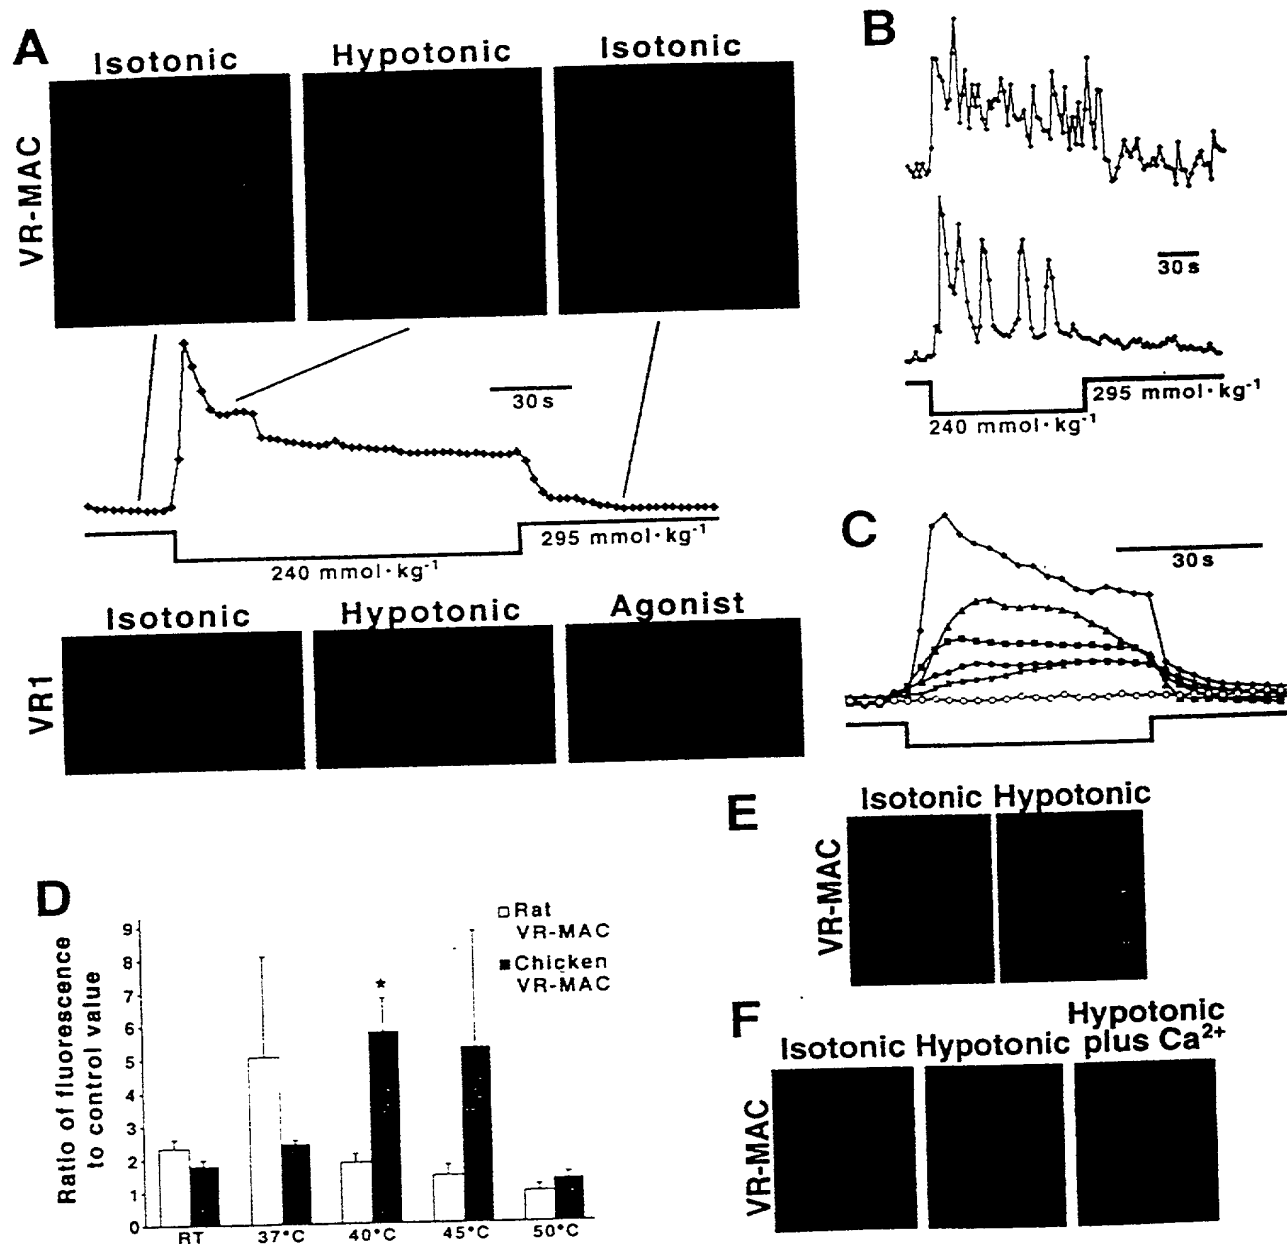 A
Isotonic
Hypotonic
Isotonic
VR-MAC
30 s
295 mmol·kg-1
240 mmol·kg-1
Isotonic
Hypotonic
Agonist
VR1
B
30 s
295 mmol·kg-1
240 mmol·kg-1
C
30 s
D
Ratio of fluorescence
to control value
9
8
7
6
5
4
3
2
1
0
□ Rat
VR-MAC
■ Chicken
VR-MAC
*
RT
37°C
40°C
45°C
50°C
E
Isotonic Hypotonic
VR-MAC
F
Isotonic Hypotonic
Hypotonic
plus Ca2+
VR-MAC